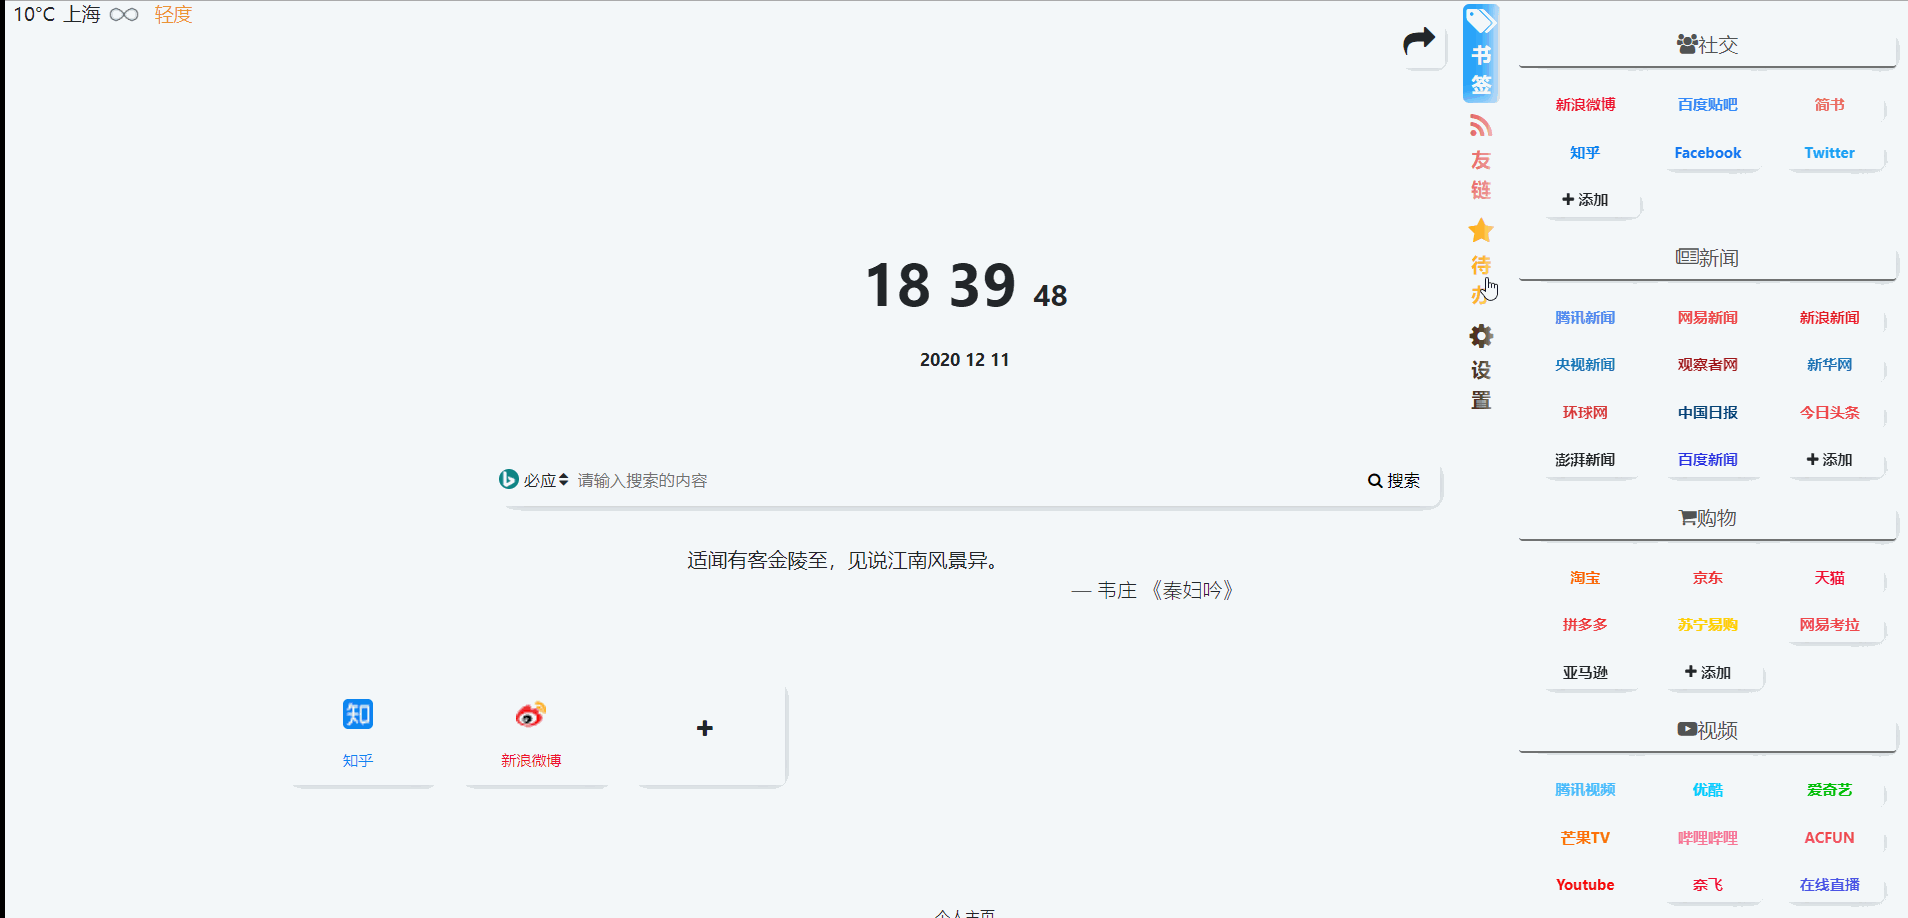 10°C 上海 轻度
18 39 48
2020 12 11
必应 请输入搜索的内容 搜索
适闻有客金陵至，见说江南风景异。
— 韦庄 《秦妇吟》
知
知乎 新浪微博
个人主页
书签
友链
待办
设置
社交
新浪微博 百度贴吧 简书
知乎 Facebook Twitter
添加
新闻
腾讯新闻 网易新闻 新浪新闻
央视新闻 观察者网 新华网
环球网 中国日报 今日头条
澎湃新闻 百度新闻 添加
购物
淘宝 京东 天猫
拼多多 苏宁易购 网易考拉
亚马逊 添加
视频
腾讯视频 优酷 爱奇艺
芒果TV 哔哩哔哩 ACFUN
Youtube 奈飞 在线直播